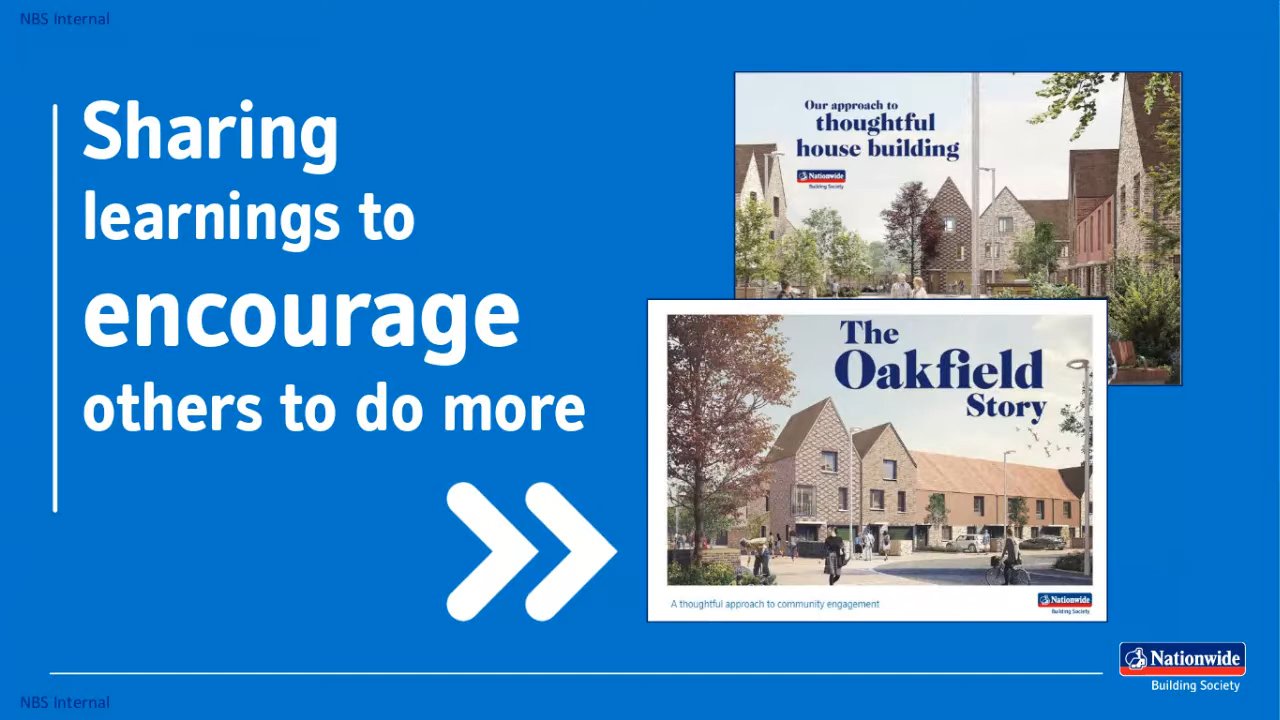 NBS Internal
Sharing
learnings to
encourage
others to do more
Our approach to
thoughtful
house building
Nationwide
Building Society
The
Oakfield
Story
A thoughtful approach to community engagement
Nationwide
Building Society
Nationwide
Building Society
NBS Internal